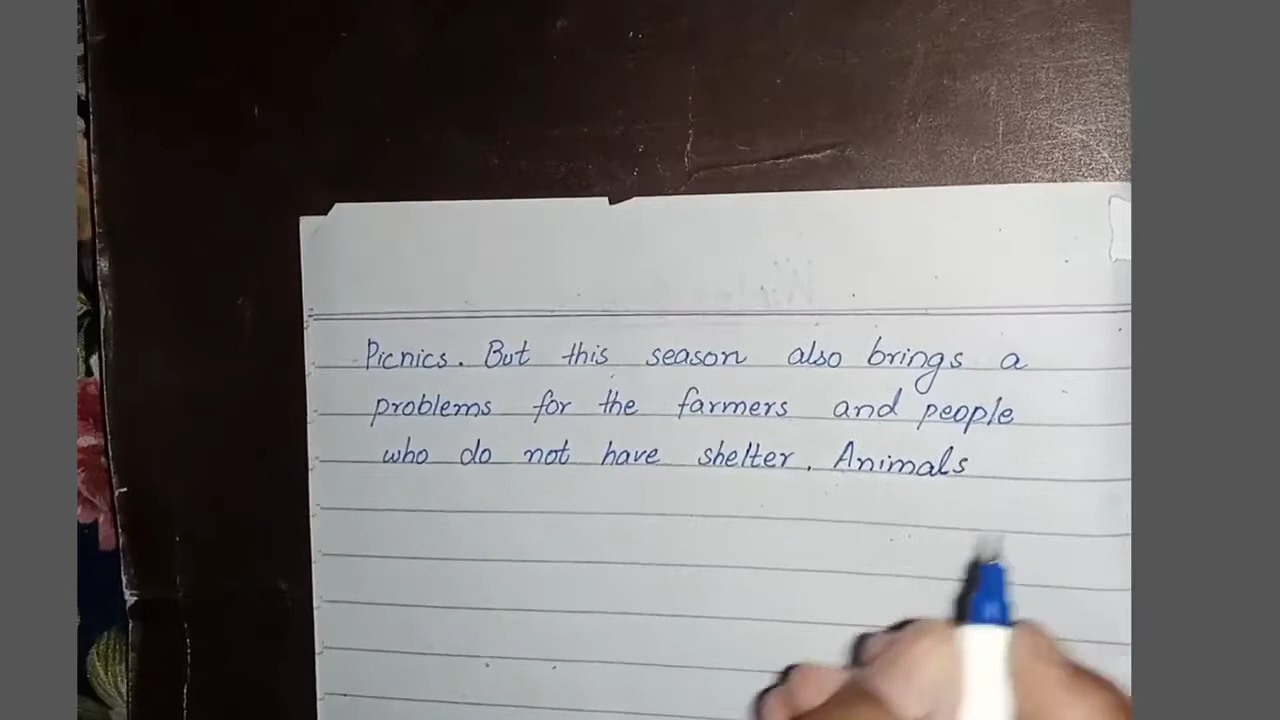 Picnics. But this season also brings a
problems for the farmers and people
who do not have shelter. Animals